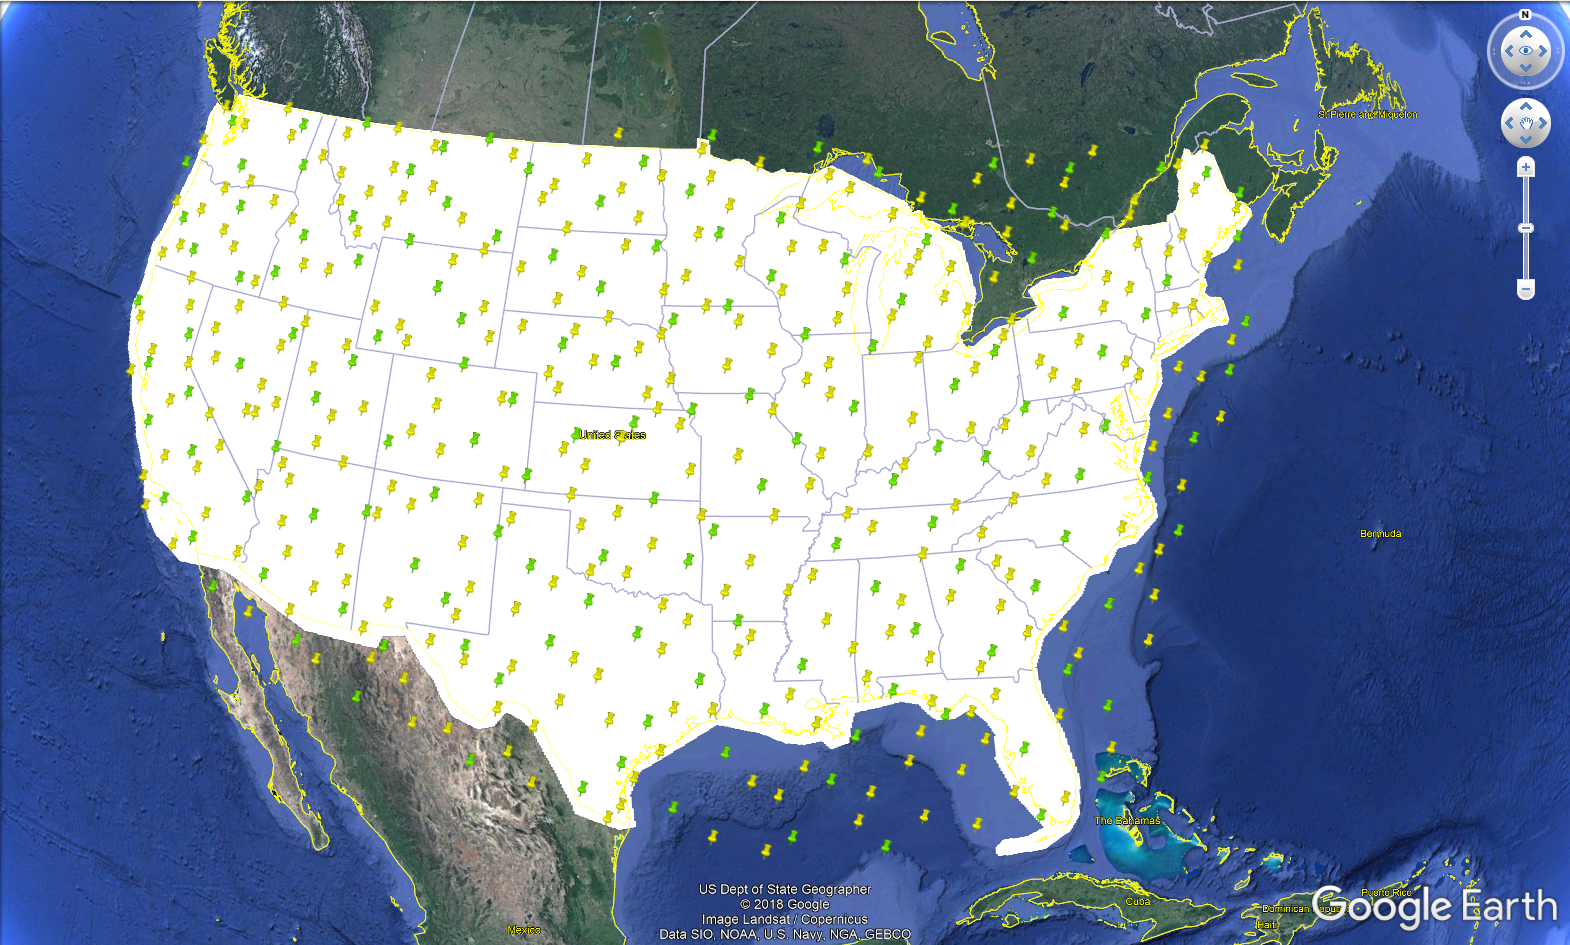 N
St Pierre and Miquelon
United States
Bermuda
The Bahamas
US Dept of State Geographer
© 2018 Google
Image Landsat / Copernicus
Data SIO, NOAA, U.S. Navy, NGA, GEBCO
Mexico
Cuba
Puerto Rico
Dominican
Haiti
Google Earth